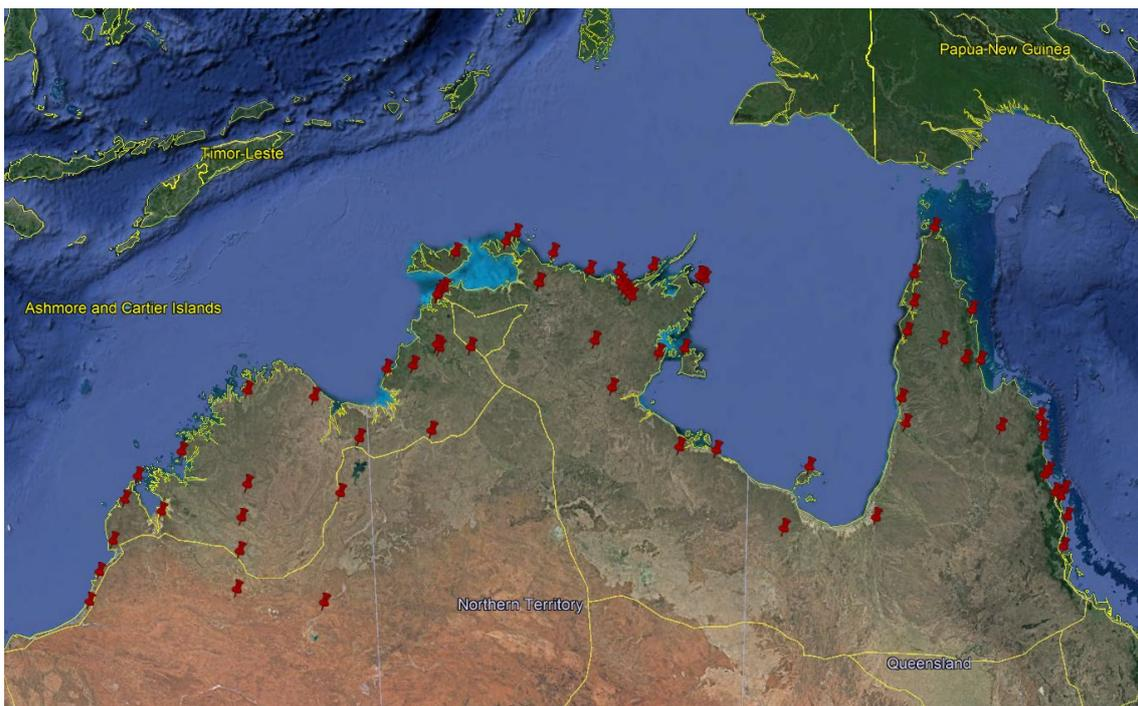 Papua New Guinea
Timor-Leste
Ashmore and Cartier Islands
Northern Territory
Queensland